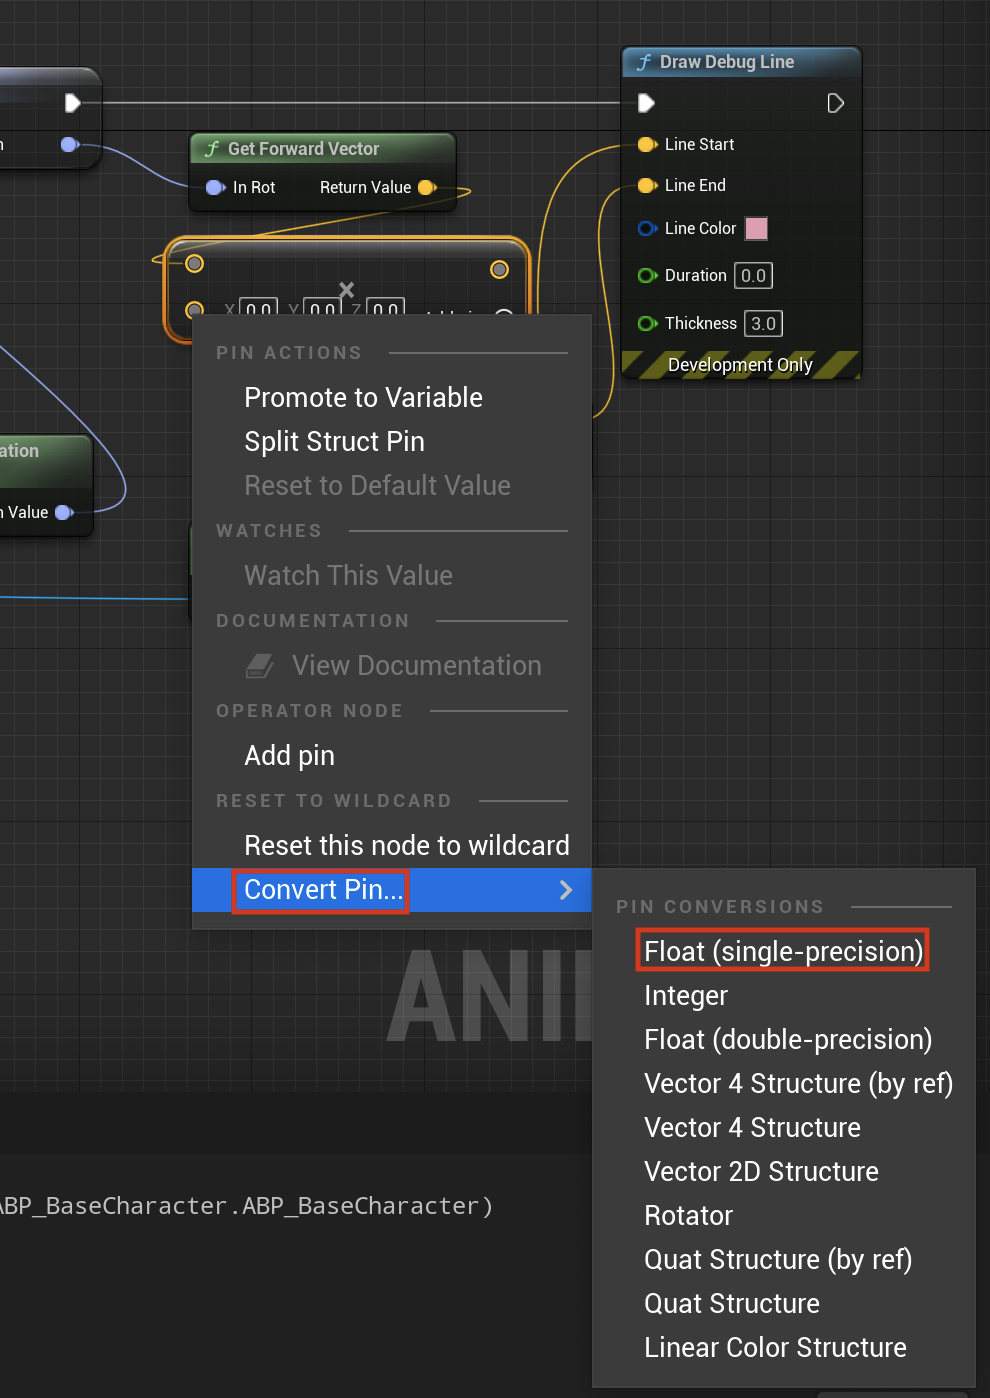 Draw Debug Line
Get Forward Vector
Line Start
In Rot Return Value
Line End
Line Color
Duration 0.0
Thickness 3.0
Development Only
X 0.0 Y 0.0 Z 0.0
PIN ACTIONS
Promote to Variable
Split Struct Pin
Reset to Default Value
WATCHES
Watch This Value
DOCUMENTATION
View Documentation
OPERATOR NODE
Add pin
RESET TO WILDCARD
Reset this node to wildcard
Convert Pin...
ation
n Value
PIN CONVERSIONS
Float (single-precision)
Integer
Float (double-precision)
Vector 4 Structure (by ref)
Vector 4 Structure
Vector 2D Structure
Rotator
Quat Structure (by ref)
Quat Structure
Linear Color Structure
ANI
ABP_BaseCharacter.ABP_BaseCharacter)